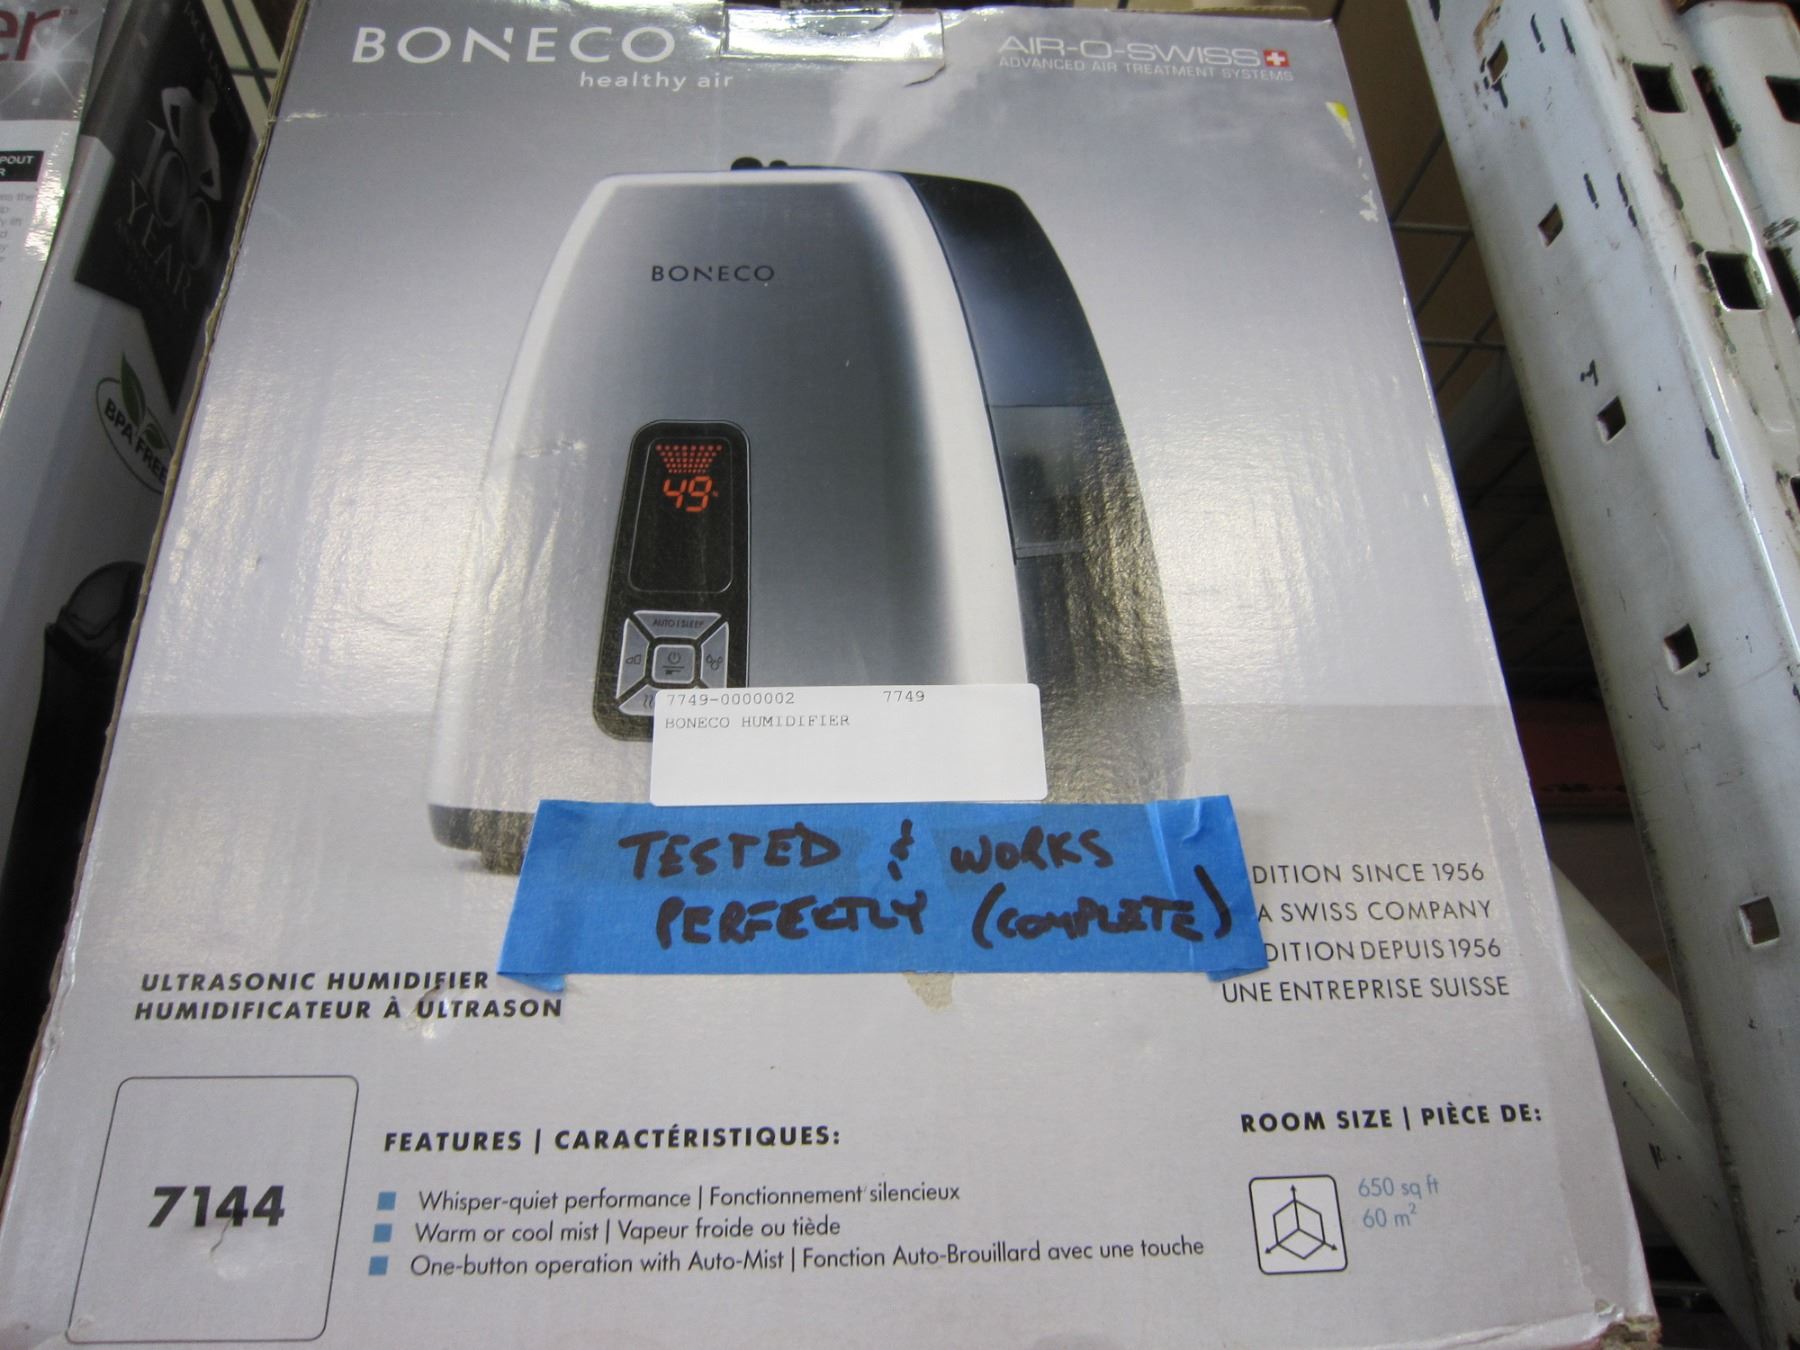 BONECO
healthy air
AIR-O-SWISS
ADVANCED AIR TREATMENT SYSTEMS
er
POUT
100
YEAR
BPA FREE
BONECO
49
AUTO | SLEEP
7749-0000002 7749
BONECO HUMIDIFIER
TESTED & WORKS
PERFECTLY (COMPLETE)
DITION SINCE 1956
A SWISS COMPANY
DITION DEPUIS 1956
UNE ENTREPRISE SUISSE
ULTRASONIC HUMIDIFIER
HUMIDIFICATEUR À ULTRASON
7144
FEATURES | CARACTÉRISTIQUES:
Whisper-quiet performance | Fonctionnement silencieux
Warm or cool mist | Vapeur froide ou tiède
One-button operation with Auto-Mist | Fonction Auto-Brouillard avec une touche
ROOM SIZE | PIÈCE DE:
650 sq ft
60 m²